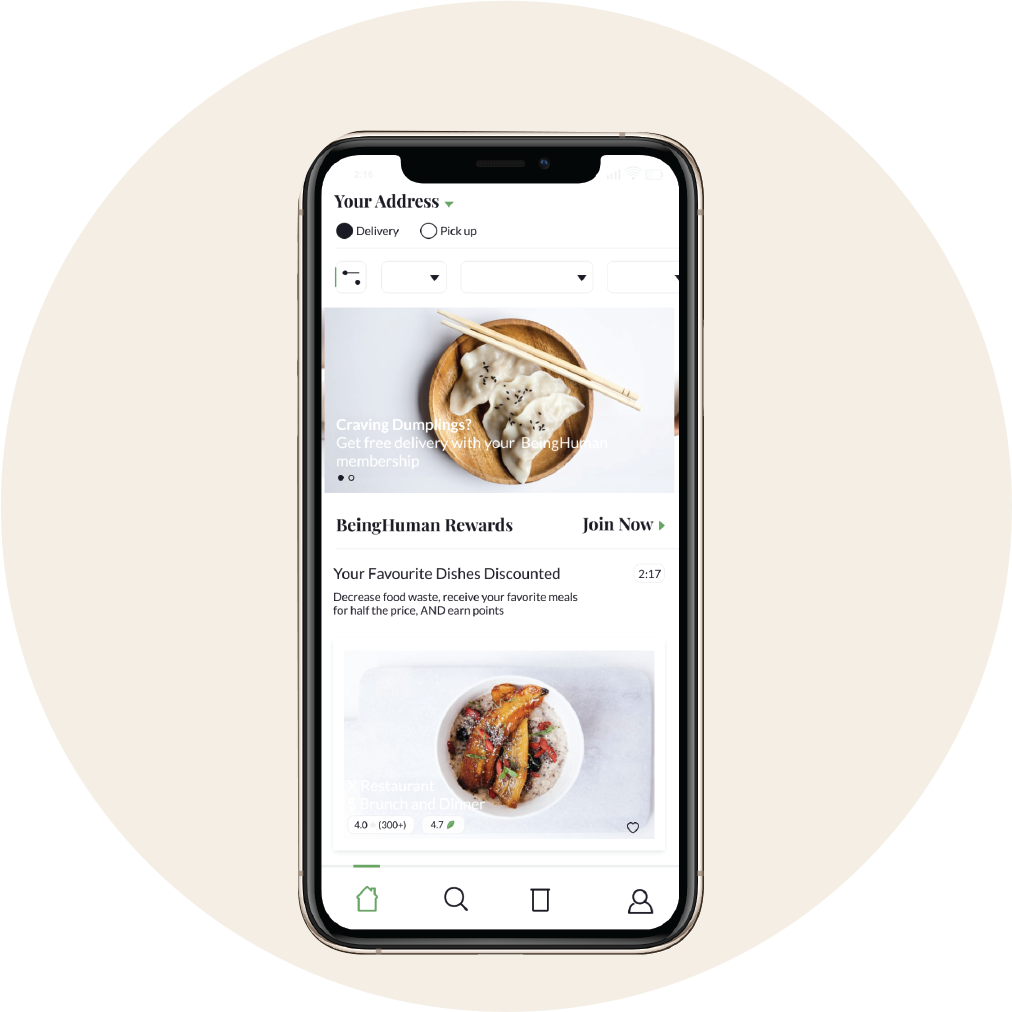 2:16
Your Address
Delivery Pick up
Craving Dumplings?
Get free delivery with your BeingHuman
membership
BeingHuman Rewards Join Now
Your Favourite Dishes Discounted 2:17
Decrease food waste, receive your favorite meals
for half the price, AND earn points
Restaurant
Brunch and Dinner
4.0 (300+) 4.7